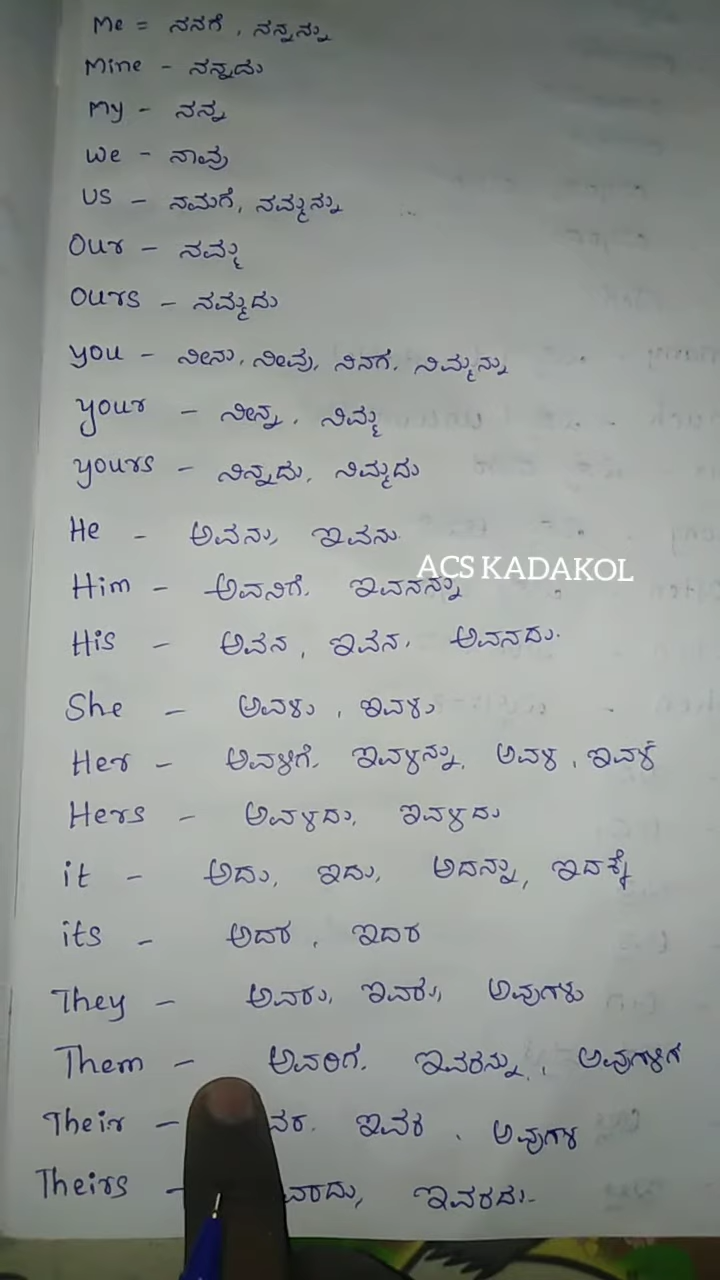 Me = ನನಗೆ, ನನ್ನನ್ನು
Mine - ನನ್ನದು
My - ನನ್ನ
We - ನಾವು
US - ನಮಗೆ, ನಮ್ಮನ್ನು
Our - ನಮ್ಮ
Ours - ನಮ್ಮದು
you - ನೀನು, ನೀವು, ನಿನಗೆ, ನಿಮ್ಮನ್ನು
your - ನೀನ್ನ, ನಿಮ್ಮ
yours - ನಿನ್ನದು, ನಿಮ್ಮದು
He - ಅವನು, ಇವನು
ACS KADAKOL
Him - ಅವನಿಗೆ. ಇವನನ್ನು
His - ಅವನ, ಇವನ, ಅವನದು.
She - ಅವಳು, ಇವಳು
Her - ಅವಳಿಗೆ. ಇವಳನ್ನು, ಅವಳ, ಇವಳ
Hers - ಅವಳದು, ಇವಳದು
it - ಅದು, ಇದು, ಅದನ್ನು, ಇದಕ್ಕೆ
its - ಅದರ, ಇದರ
They - ಅವರು, ಇವರು, ಅವುಗಳು
Them - ಅವರಿಗೆ. ಇವರನ್ನು, ಅವುಗಳಿಗೆ
Their - ವರ. ಇವರ, ಅವುಗಳ
Theirs - ವರದು, ಇವರದು-